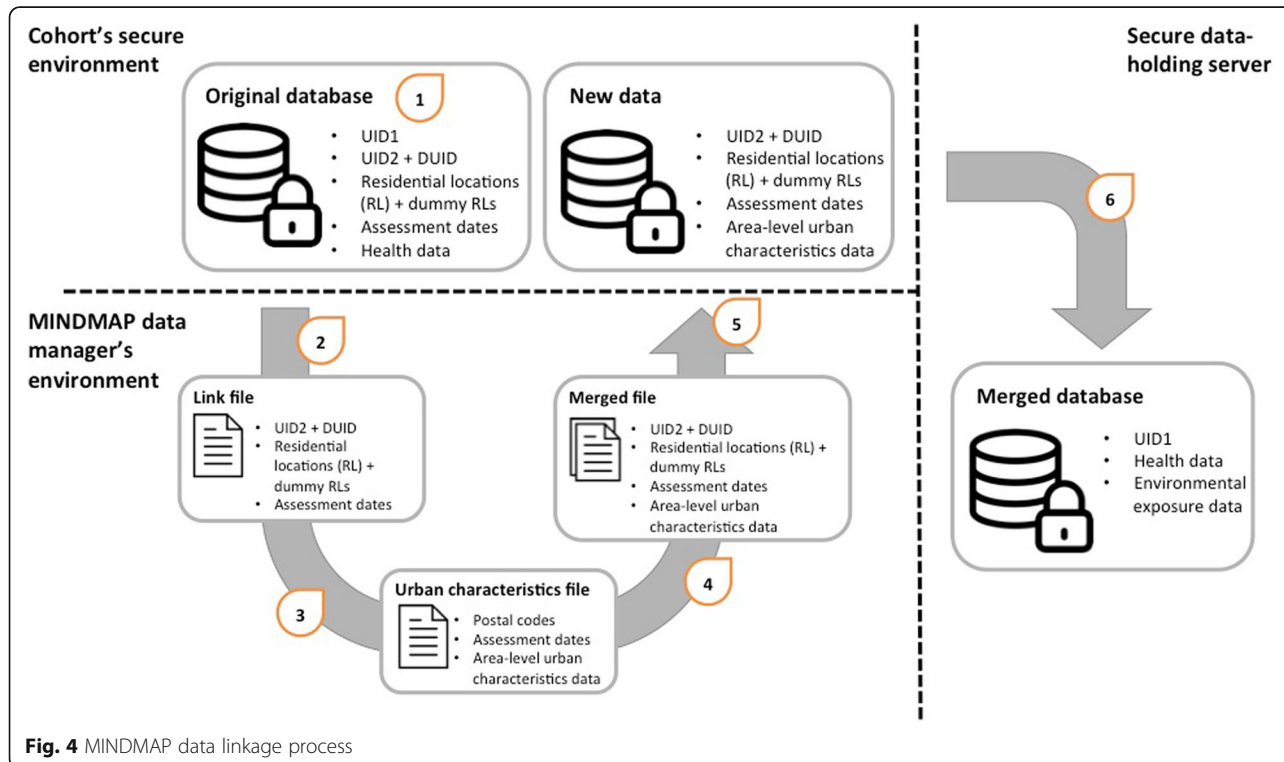 Cohort's secure
environment
Original database
1
• UID1
• UID2 + DUID
• Residential locations
(RL) + dummy RLs
• Assessment dates
• Health data
New data
• UID2 + DUID
• Residential locations
(RL) + dummy RLs
• Assessment dates
• Area-level urban
characteristics data
Secure data-
holding server
6
MINDMAP data
manager's
environment
2
Link file
• UID2 + DUID
• Residential
locations (RL) +
dummy RLs
• Assessment dates
3
Urban characteristics file
• Postal codes
• Assessment dates
• Area-level urban
characteristics data
4
5
Merged file
• UID2 + DUID
• Residential locations (RL) +
dummy RLs
• Assessment dates
• Area-level urban
characteristics data
Merged database
• UID1
• Health data
• Environmental
exposure data
Fig. 4 MINDMAP data linkage process